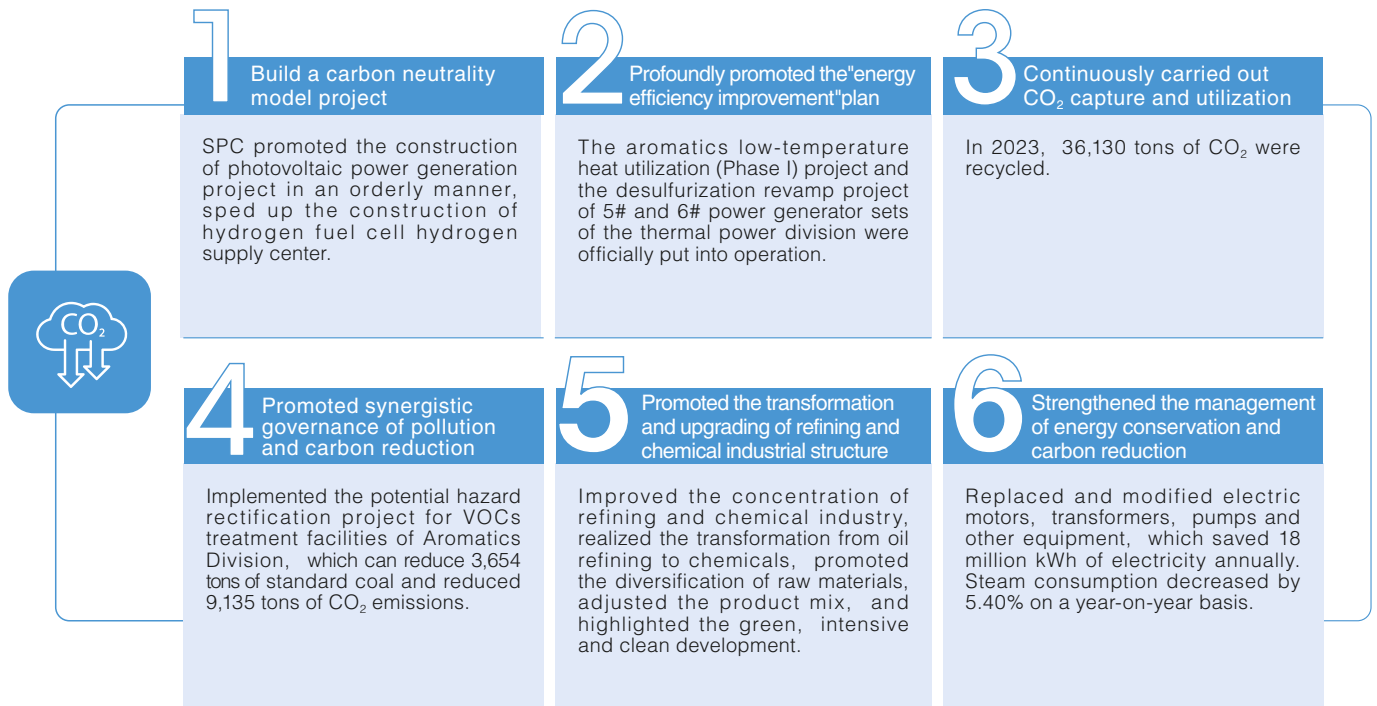 1
Build a carbon neutrality
model project
SPC promoted the construction
of photovoltaic power generation
project in an orderly manner,
sped up the construction of
hydrogen fuel cell hydrogen
supply center.
2
Profoundly promoted the"energy
efficiency improvement"plan
The aromatics low-temperature
heat utilization (Phase I) project and
the desulfurization revamp project
of 5# and 6# power generator sets
of the thermal power division were
officially put into operation.
3
Continuously carried out
CO₂ capture and utilization
In 2023, 36,130 tons of CO₂ were
recycled.
CO₂
4
Promoted synergistic
governance of pollution
and carbon reduction
Implemented the potential hazard
rectification project for VOCs
treatment facilities of Aromatics
Division, which can reduce 3,654
tons of standard coal and reduced
9,135 tons of CO₂ emissions.
5
Promoted the transformation
and upgrading of refining and
chemical industrial structure
Improved the concentration of
refining and chemical industry,
realized the transformation from oil
refining to chemicals, promoted
the diversification of raw materials,
adjusted the product mix, and
highlighted the green, intensive
and clean development.
6
Strengthened the management
of energy conservation and
carbon reduction
Replaced and modified electric
motors, transformers, pumps and
other equipment, which saved 18
million kWh of electricity annually.
Steam consumption decreased by
5.40% on a year-on-year basis.